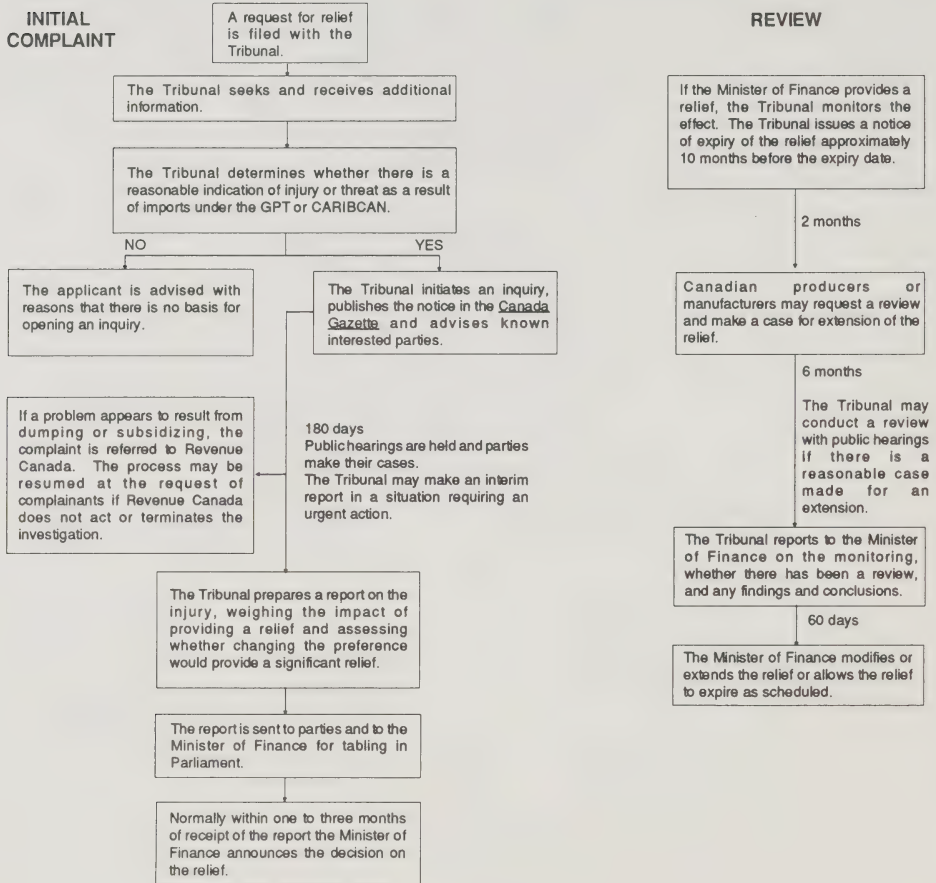 INITIAL
COMPLAINT
A request for relief
is filed with the
Tribunal.
The Tribunal seeks and receives additional
information.
The Tribunal determines whether there is a
reasonable indication of injury or threat as a result
of imports under the GPT or CARIBCAN.
NO
YES
The applicant is advised with
reasons that there is no basis for
opening an inquiry.
The Tribunal initiates an inquiry,
publishes the notice in the Canada
Gazette and advises known
interested parties.
If a problem appears to result from
dumping or subsidizing, the
complaint is referred to Revenue
Canada. The process may be
resumed at the request of
complainants if Revenue Canada
does not act or terminates the
investigation.
180 days
Public hearings are held and parties
make their cases.
The Tribunal may make an interim
report in a situation requiring an
urgent action.
The Tribunal prepares a report on the
injury, weighing the impact of
providing a relief and assessing
whether changing the preference
would provide a significant relief.
The report is sent to parties and to the
Minister of Finance for tabling in
Parliament.
Normally within one to three months
of receipt of the report the Minister of
Finance announces the decision on
the relief.
REVIEW
If the Minister of Finance provides a
relief, the Tribunal monitors the
effect. The Tribunal issues a notice
of expiry of the relief approximately
10 months before the expiry date.
2 months
Canadian producers or
manufacturers may request a review
and make a case for extension of the
relief.
6 months
The Tribunal may
conduct a review
with public hearings
if there is a
reasonable case
made for an
extension.
The Tribunal reports to the Minister
of Finance on the monitoring,
whether there has been a review,
and any findings and conclusions.
60 days
The Minister of Finance modifies or
extends the relief or allows the relief
to expire as scheduled.